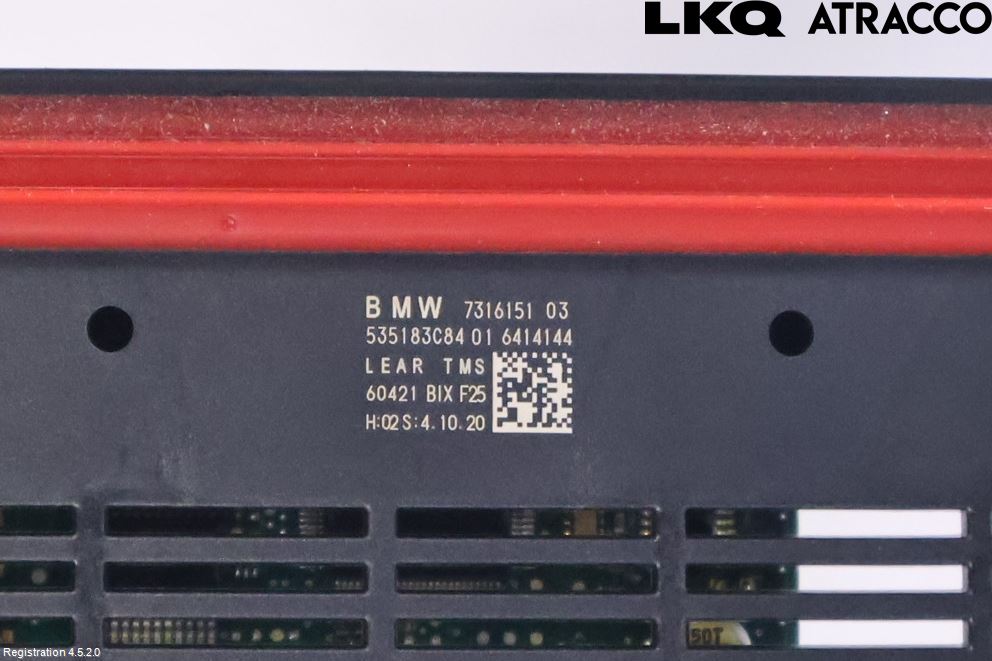 LKQ ATRACCO
BMW 7316151 03
535183C84 01 6414144
LEAR TMS
60421 BIX F25
H:02 S:4.10.20
50T
Registration 4.5.2.0